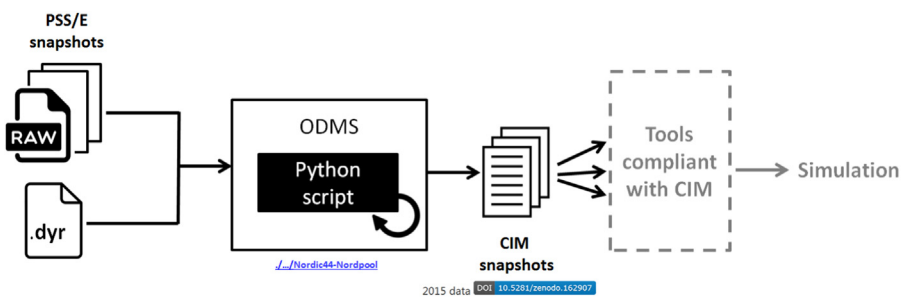 PSS/E
snapshots
RAW
.dyr
ODMS
Python
script
./.../Nordic44-Nordpool
CIM
snapshots
2015 data DOI 10.5281/zenodo.162907
Tools
compliant
with CIM
Simulation